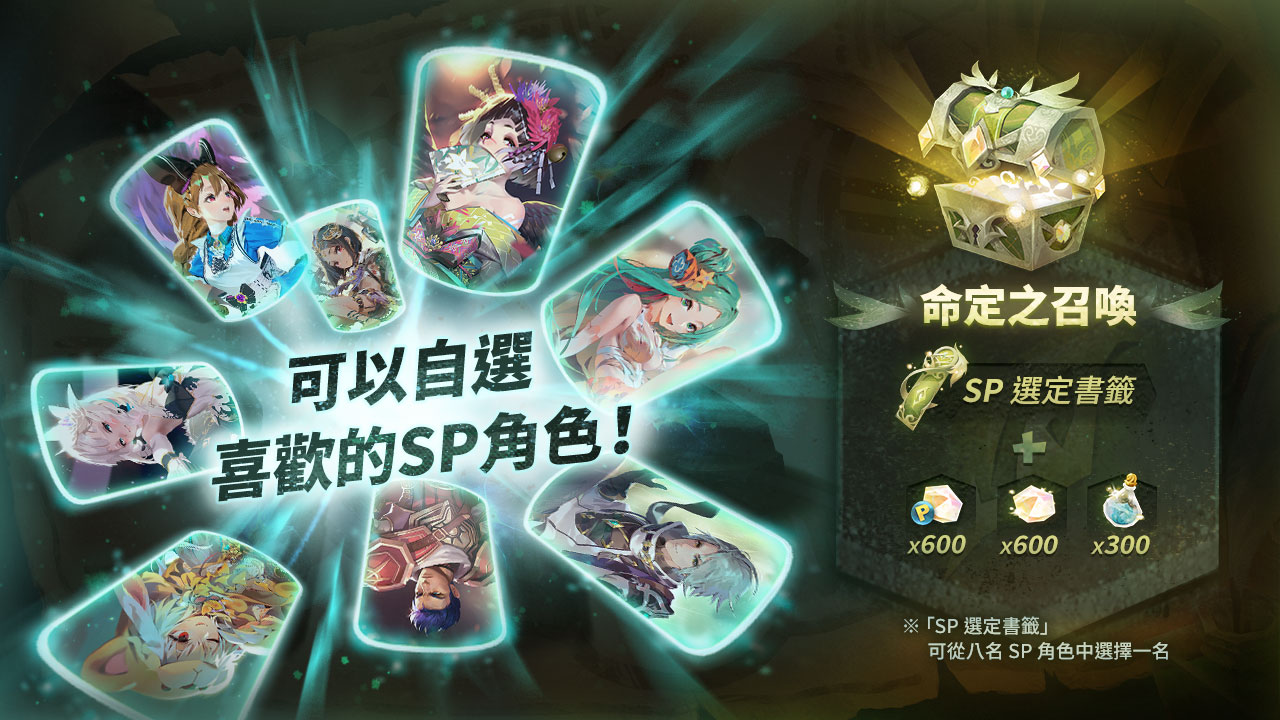 可以自選
喜歡的SP角色!
命定之召喚
SP 選定書籤
+
P
x600
x600
x300
※「SP 選定書籤」
可從八名 SP 角色中選擇一名